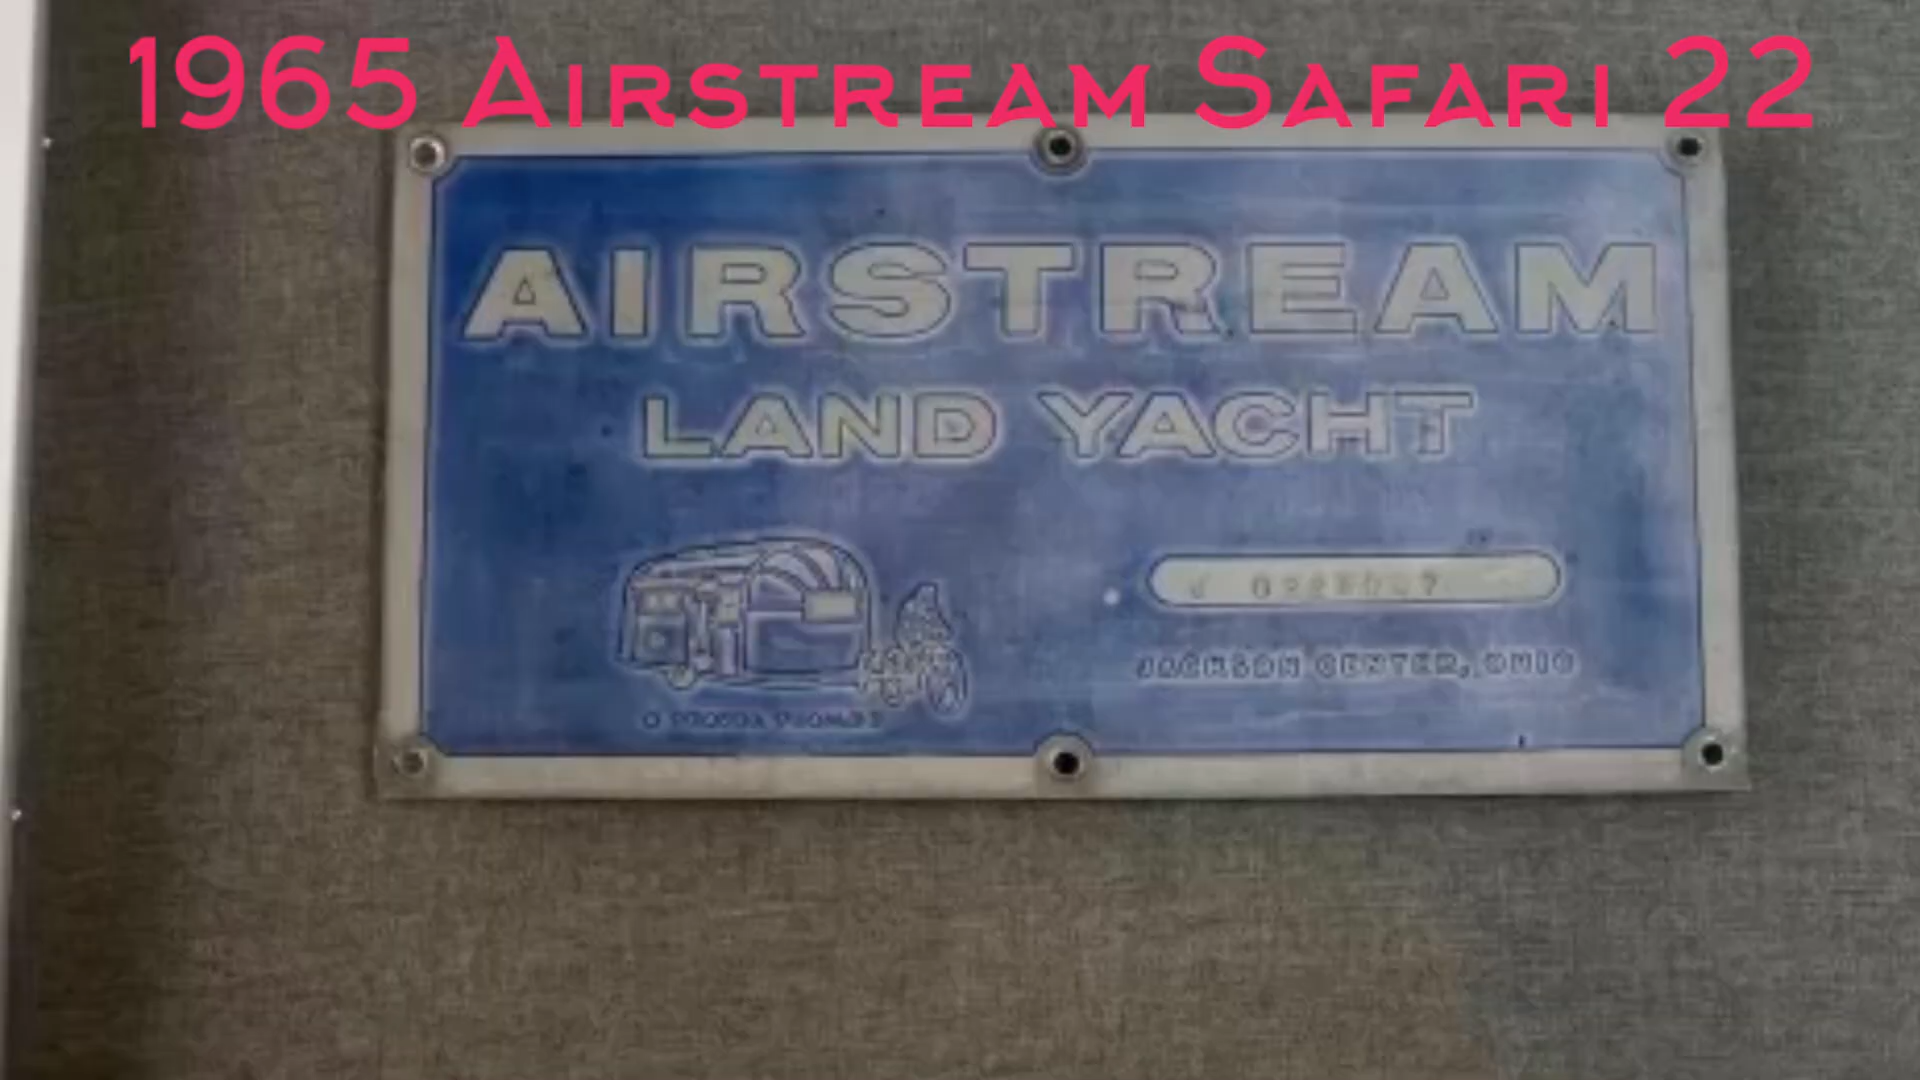 1965 Airstream Safari 22
AIRSTREAM
LAND YACHT
JACKSON CENTER, OHIO